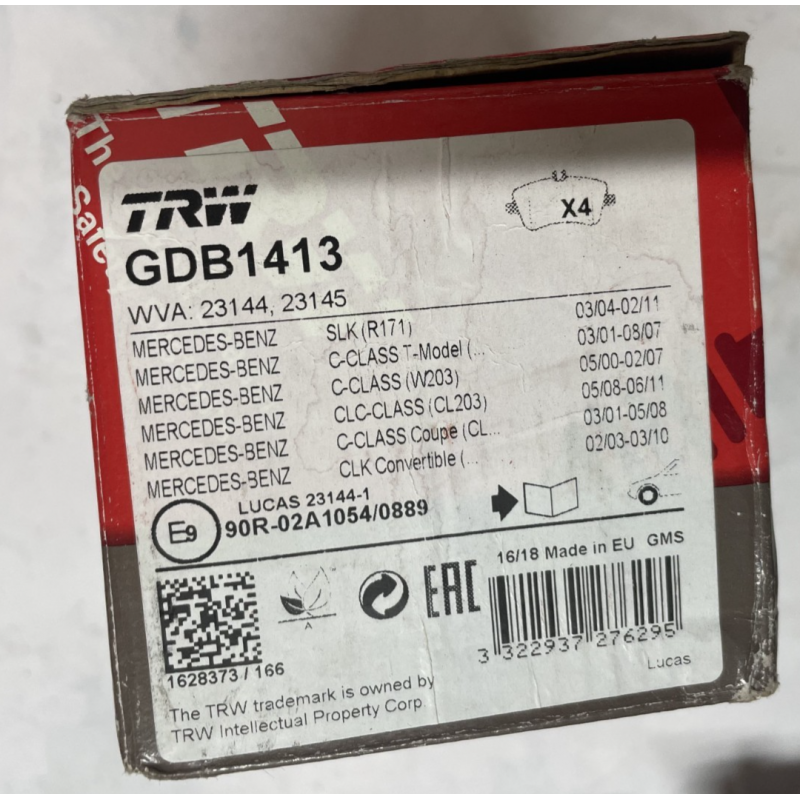 Th
Safe
TRW
X4
GDB1413
WVA: 23144, 23145
MERCEDES-BENZ SLK (R171) 03/04-02/11
MERCEDES-BENZ C-CLASS T-Model (... 03/01-08/07
MERCEDES-BENZ C-CLASS (W203) 05/00-02/07
MERCEDES-BENZ CLC-CLASS (CL203) 05/08-06/11
MERCEDES-BENZ C-CLASS Coupe (CL... 03/01-05/08
MERCEDES-BENZ CLK Convertible (... 02/03-03/10
E9
LUCAS 23144-1
90R-02A1054/0889
16/18 Made in EU GMS
A
EAC
3 322937 276295
1628373 / 166
Lucas
The TRW trademark is owned by
TRW Intellectual Property Corp